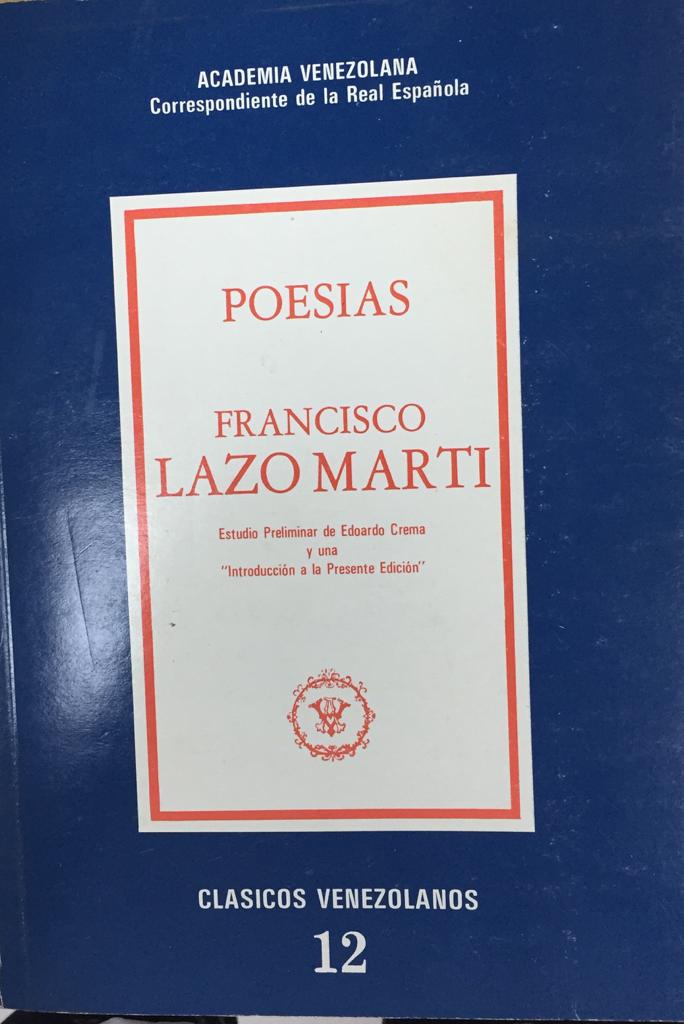 ACADEMIA VENEZOLANA
Correspondiente de la Real Española
POESIAS
FRANCISCO
LAZO MARTI
Estudio Preliminar de Edoardo Crema
y una
"Introducción a la Presente Edición"
CLASICOS VENEZOLANOS
12